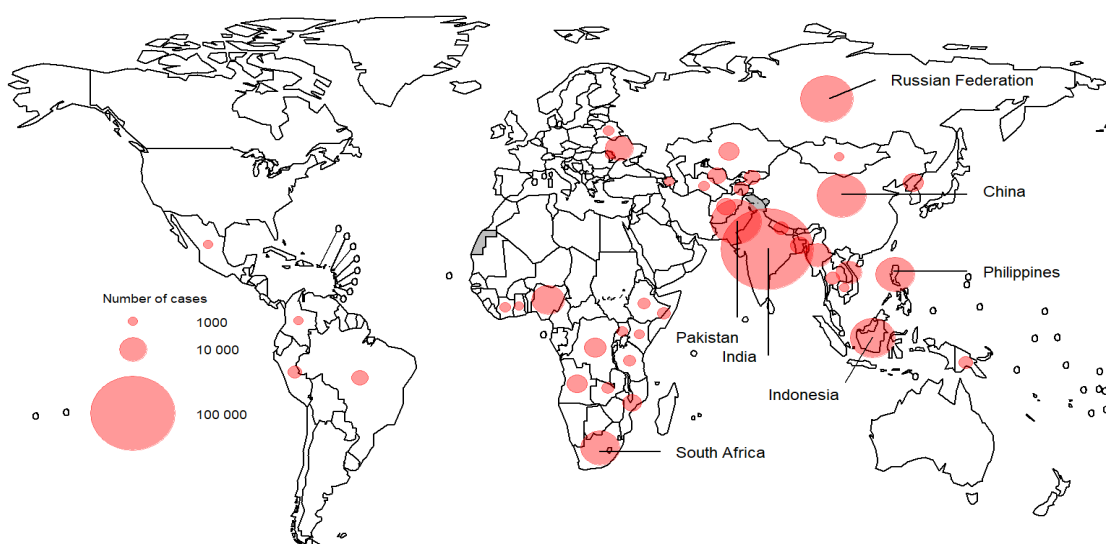 Russian Federation
China
Philippines
Number of cases
1000
10 000
Pakistan
India
Indonesia
100 000
South Africa